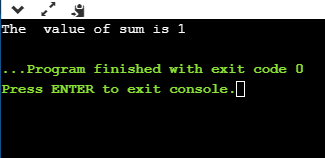 The  value of sum is 1
...Program finished with exit code 0
Press ENTER to exit console.